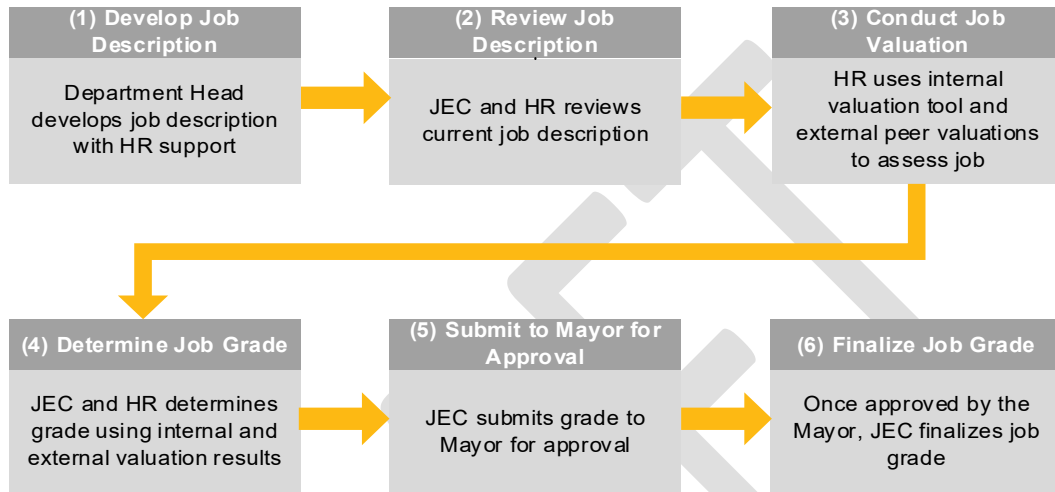 (1) Develop Job
Description
Department Head
develops job description
with HR support
(2) Review Job
Description
JEC and HR reviews
current job description
(3) Conduct Job
Valuation
HR uses internal
valuation tool and
external peer valuations
to assess job
(4) Determine Job Grade
JEC and HR determines
grade using internal and
external valuation results
(5) Submit to Mayor for
Approval
JEC submits grade to
Mayor for approval
(6) Finalize Job Grade
Once approved by the
Mayor, JEC finalizes job
grade